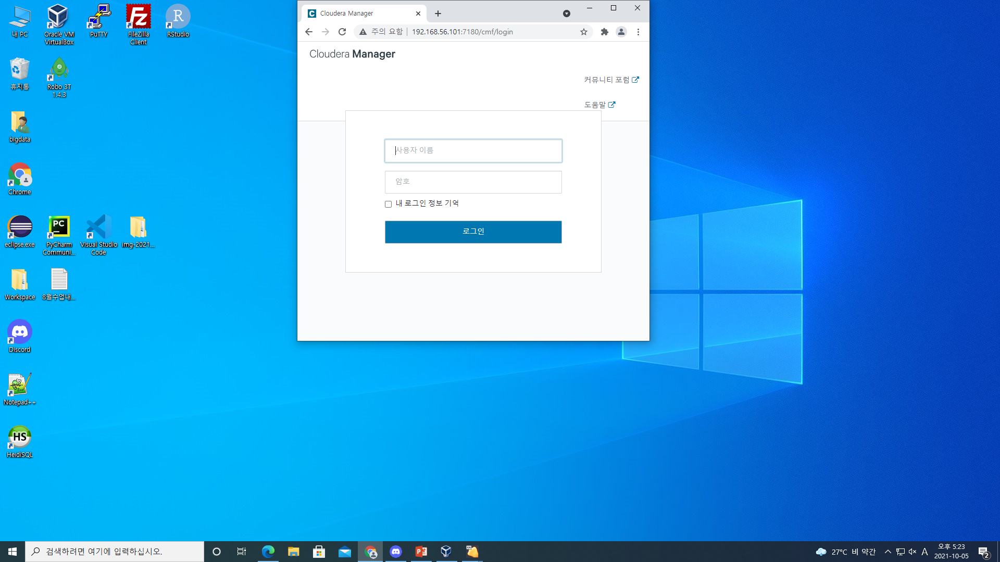 내 PC
Oracle VM
VirtualBox
PuTTY
FileZilla
Client
R
RStudio
휴지통
Robo 3T
1.4.3
bigdata
Chrome
eclipse.exe
PC
PyCharm
Communi...
Visual Studio
Code
img-2021...
Workspace
8월수업내...
Discord
Notepad++
HS
HeidiSQL
Cloudera Manager
주의 요함
192.168.56.101:7180/cmf/login
Cloudera Manager
커뮤니티 포럼
도움말
사용자 이름
암호
내 로그인 정보 기억
로그인
검색하려면 여기에 입력하십시오.
27°C 비 약간
A
오후 5:23
2021-10-05
2